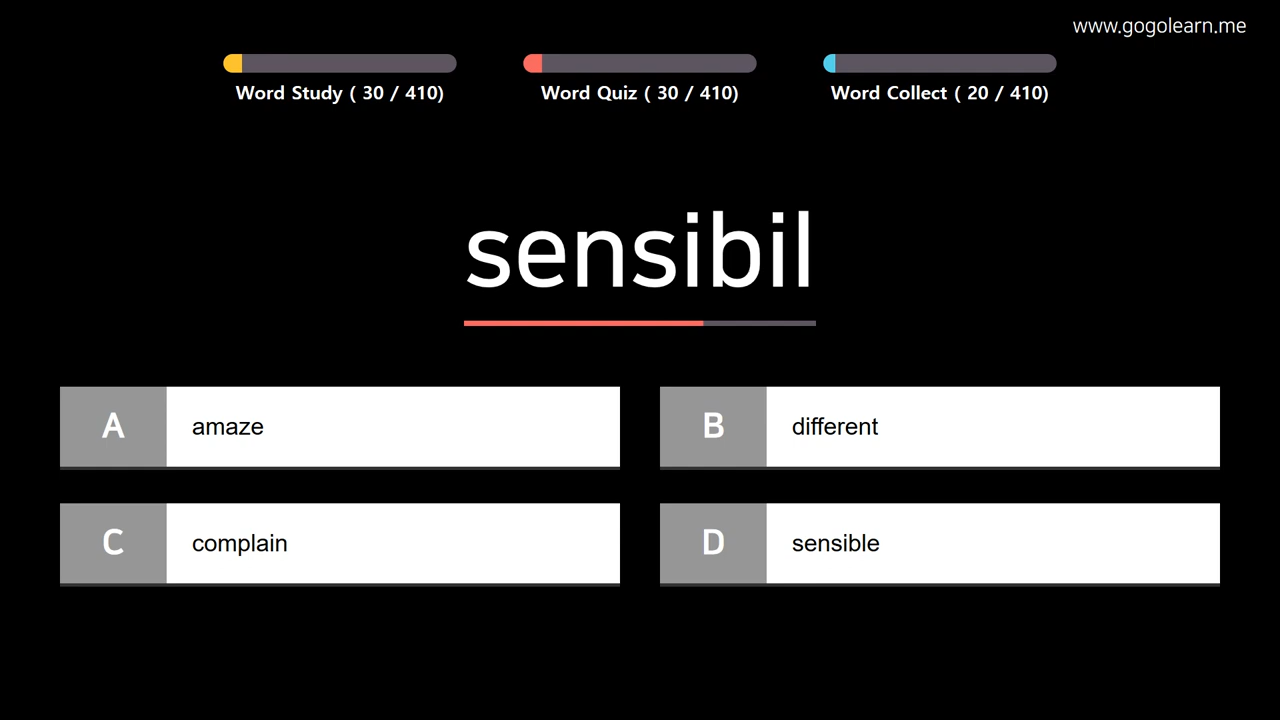 www.gogolearn.me
Word Study ( 30 / 410)
Word Quiz ( 30 / 410)
Word Collect ( 20 / 410)
sensibil
A
amaze
B
different
C
complain
D
sensible